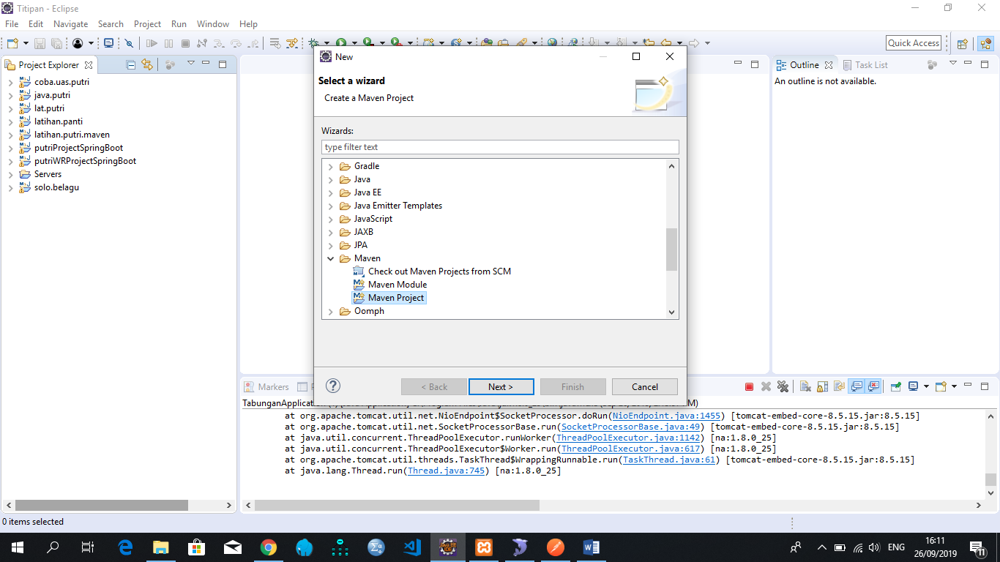 Titipan - Eclipse
File Edit Navigate Search Project Run Window Help
Quick Access
Project Explorer
coba.uas.putri
java.putri
lat.putri
latihan.panti
latihan.putri.maven
putriProjectSpringBoot
putriWRProjectSpringBoot
Servers
solo.belagu
New
Select a wizard
Create a Maven Project
Wizards:
type filter text
Gradle
Java
Java EE
Java Emitter Templates
JavaScript
JAXB
JPA
Maven
Check out Maven Projects from SCM
Maven Module
Maven Project
Oomph
< Back
Next >
Finish
Cancel
Outline
Task List
An outline is not available.
Markers
TabunganApplication
at org.apache.tomcat.util.net.NioEndpoint$SocketProcessor.doRun(NioEndpoint.java:1455) [tomcat-embed-core-8.5.15.jar:8.5.15]
at org.apache.tomcat.util.net.SocketProcessorBase.run(SocketProcessorBase.java:49) [tomcat-embed-core-8.5.15.jar:8.5.15]
at java.util.concurrent.ThreadPoolExecutor.runWorker(ThreadPoolExecutor.java:1142) [na:1.8.0_25]
at java.util.concurrent.ThreadPoolExecutor$Worker.run(ThreadPoolExecutor.java:617) [na:1.8.0_25]
at org.apache.tomcat.util.threads.TaskThread$WrappingRunnable.run(TaskThread.java:61) [tomcat-embed-core-8.5.15.jar:8.5.15]
at java.lang.Thread.run(Thread.java:745) [na:1.8.0_25]
0 items selected
ENG
16:11
26/09/2019
11